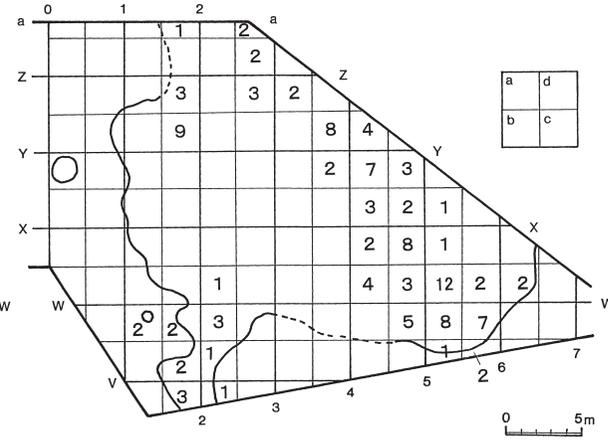 0 1 2
a 1 2 a
2
Z 3 3 2 Z
a d
9 8 4
b c
Y 2 7 3 Y
3 2 1
X 2 8 1 X
1 4 3 12 2 2
W W W
2 2 3 5 8 7
1 1
V 2 2
3 1
2 3 4 5 6 7
0 5m